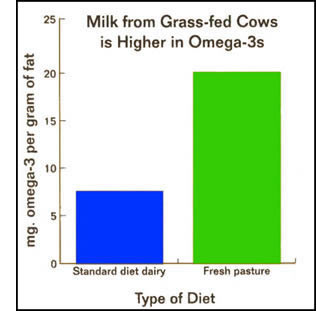 Milk from Grass-fed Cows
is Higher in Omega-3s
mg. omega-3 per gram of fat
25
20
15
10
5
0
Standard diet dairy
Fresh pasture
Type of Diet